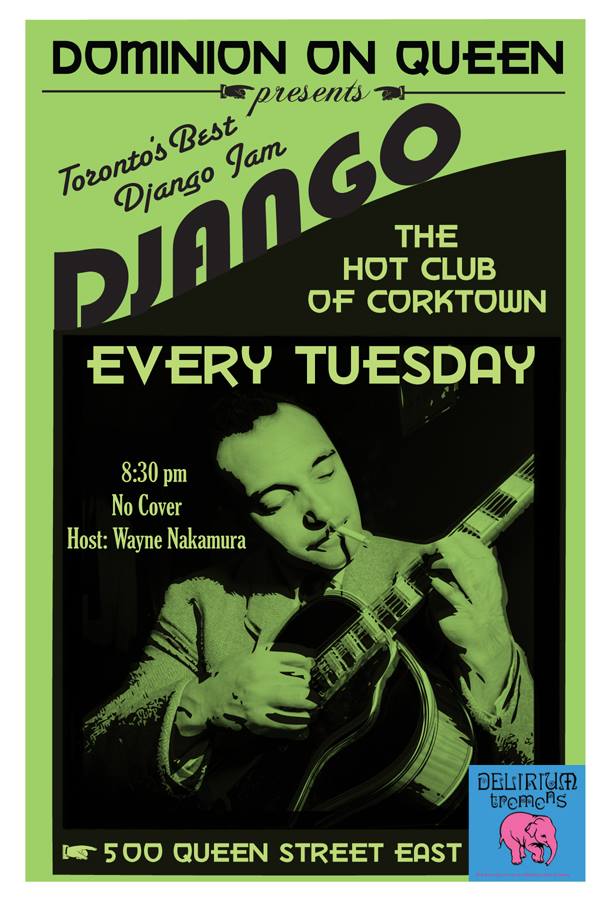 DOMINION ON QUEEN
presents
Toronto's Best
Django Jam
DJANGO
THE
HOT CLUB
OF CORKTOWN
EVERY TUESDAY
8:30 pm
No Cover
Host: Wayne Nakamura
500 QUEEN STREET EAST
DELIRIUM
tremens